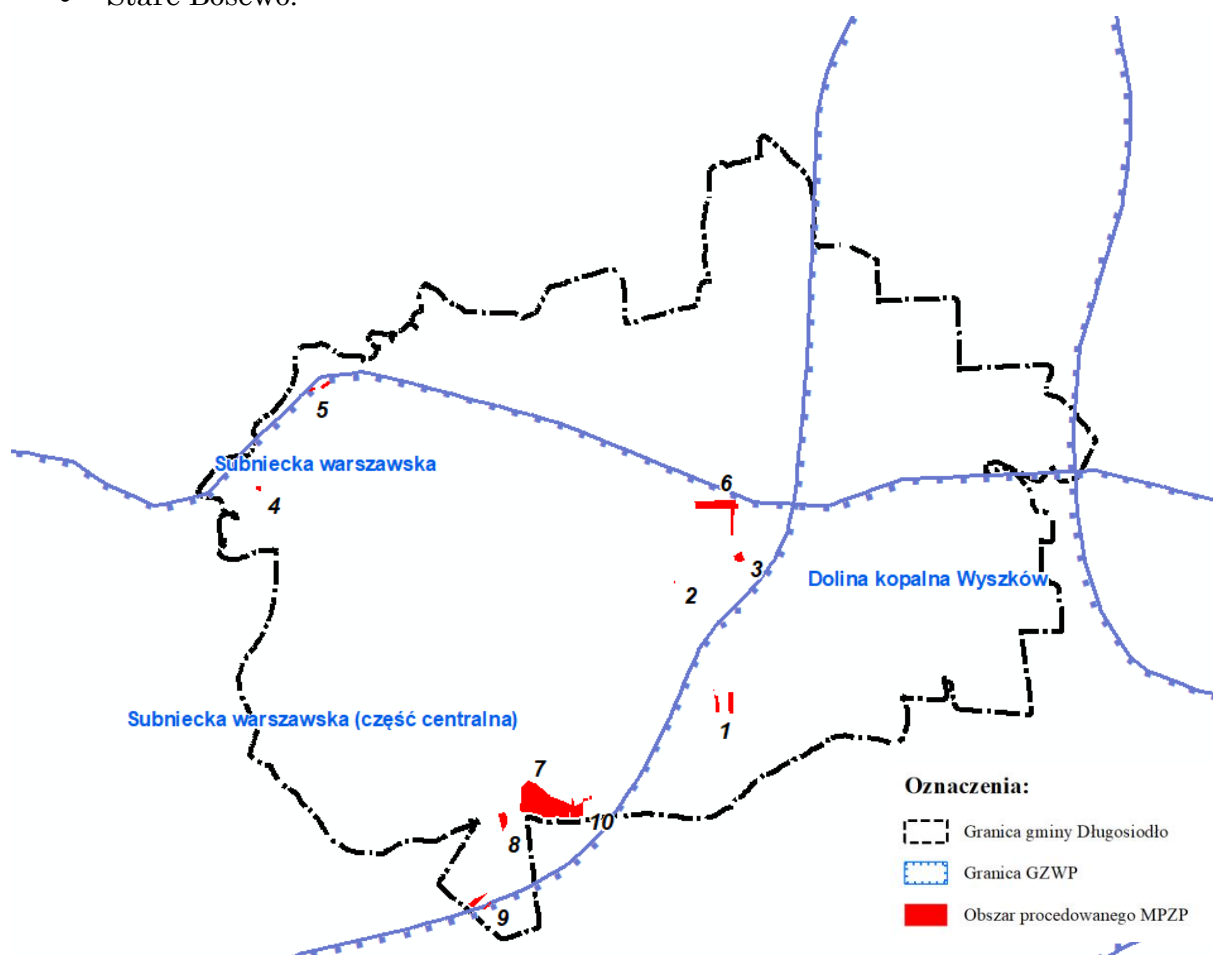 Stare Bosewo.
5
Subniecka warszawska
4
6
3
Dolina kopalna Wyszków
2
Subniecka warszawska (część centralna)
1
7
Oznaczenia:
10
Granica gminy Długosiodło
8
Granica GZWP
9
Obszar procedowanego MPZP